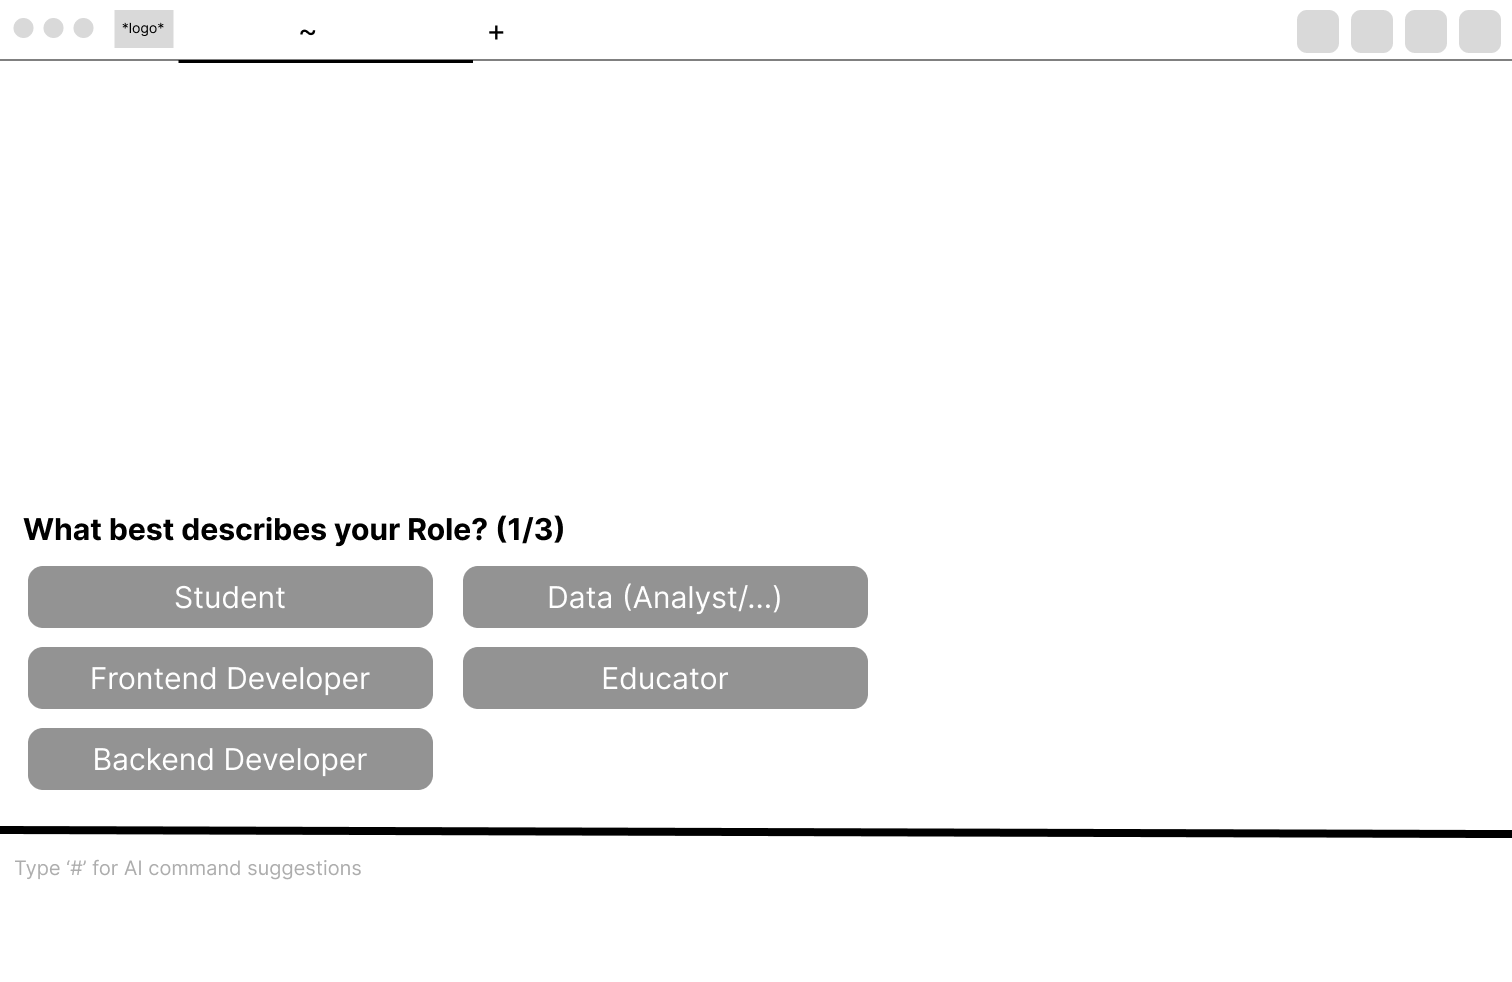 *logo*
~
+
What best describes your Role? (1/3)
Student
Data (Analyst/...)
Frontend Developer
Educator
Backend Developer
Type ‘#’ for AI command suggestions